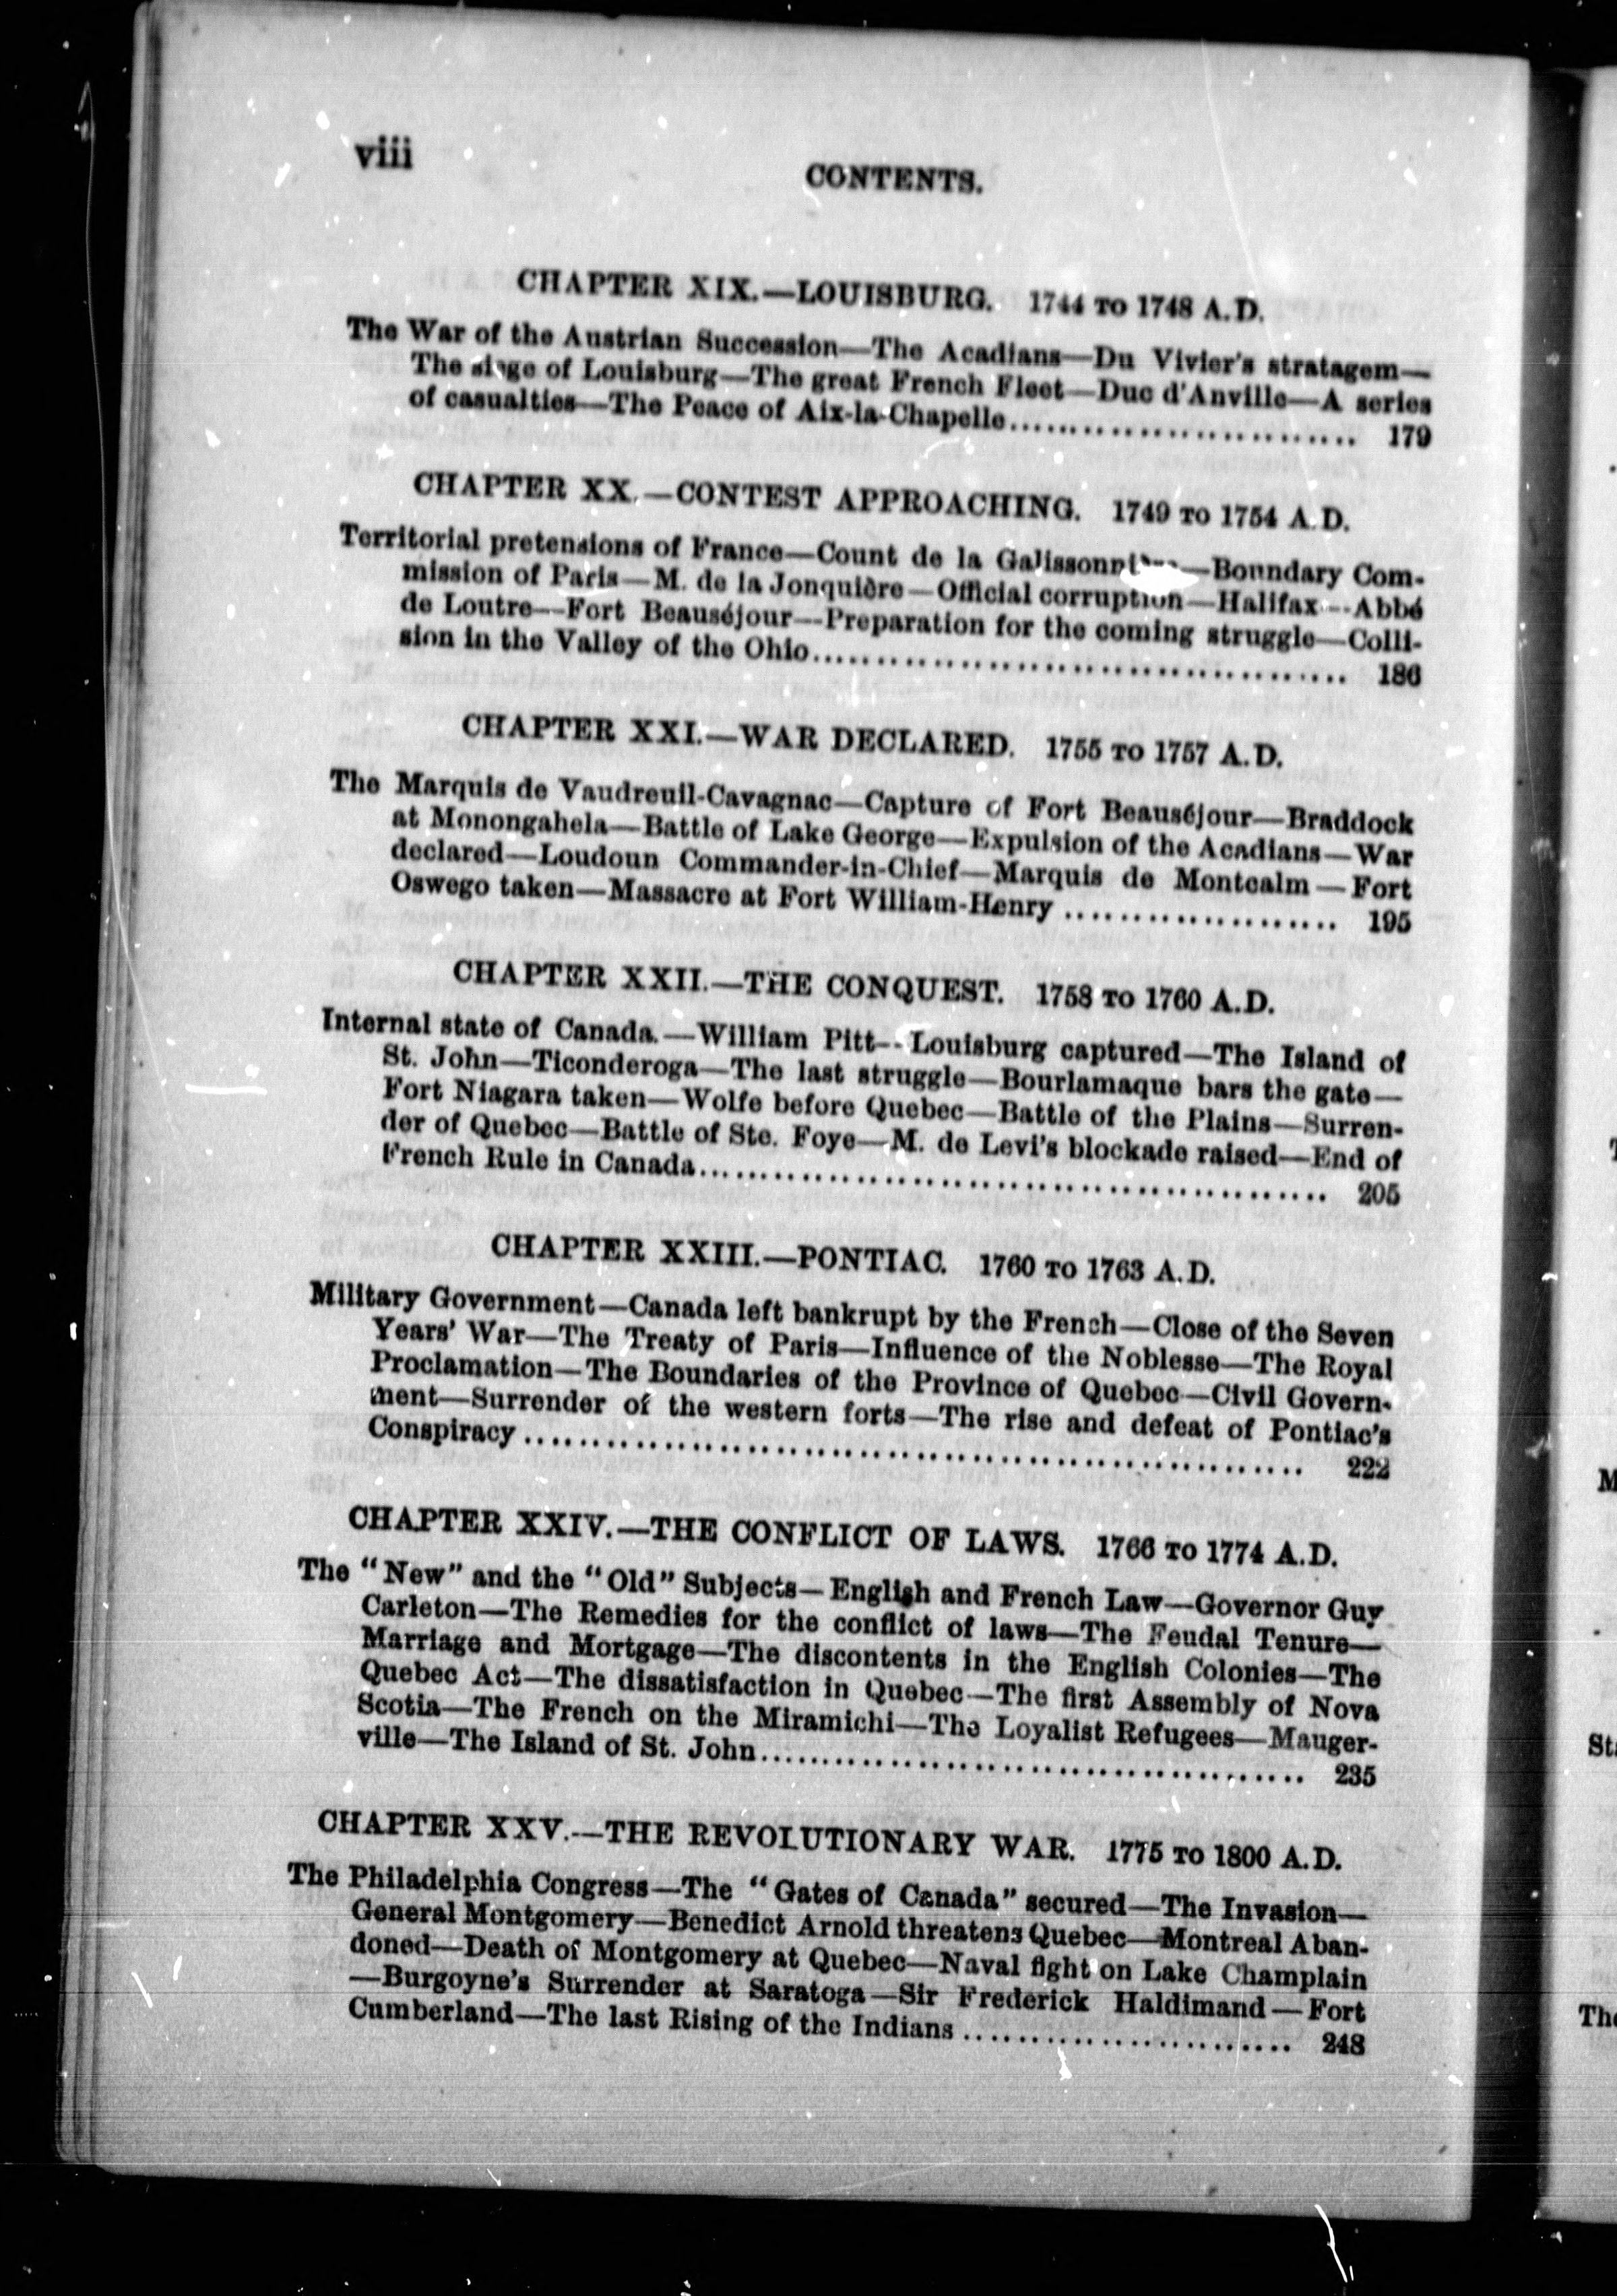 viii
CONTENTS.
CHAPTER XIX.—LOUISBURG. 1744 TO 1748 A.D.
The War of the Austrian Succession—The Acadians—Du Vivier's stratagem—
The siege of Louisburg—The great French Fleet—Duc d'Anville—A series
of casualties—The Peace of Aix-la-Chapelle........................... 179
CHAPTER XX.—CONTEST APPROACHING. 1749 TO 1754 A.D.
Territorial pretensions of France—Count de la —Boundary Com-
mission of Paris—M. de la Jonquière—Official corruption—Halifax—Abbé
de Loutre—Fort Beauséjour—Preparation for the coming struggle—Colli-
sion in the Valley of the Ohio........................................ 186
CHAPTER XXI.—WAR DECLARED. 1755 TO 1757 A.D.
The Marquis de Vaudreuil-Cavagnac—Capture of Fort Beauséjour—Braddock
at Monongahela—Battle of Lake George—Expulsion of the Acadians—War
declared—Loudoun Commander-in-Chief—Marquis de Montcalm—Fort
Oswego taken—Massacre at Fort William-Henry .................... 195
CHAPTER XXII.—THE CONQUEST. 1758 TO 1760 A.D.
Internal state of Canada.—William Pitt—Louisburg captured—The Island of
St. John—Ticonderoga—The last struggle—Bourlamaque bars the gate—
Fort Niagara taken—Wolfe before Quebec—Battle of the Plains—Surren-
der of Quebec—Battle of Ste. Foye—M. de Levi's blockade raised—End of
French Rule in Canada................................................ 205
CHAPTER XXIII.—PONTIAC. 1760 TO 1763 A.D.
Military Government—Canada left bankrupt by the French—Close of the Seven
Years' War—The Treaty of Paris—Influence of the Noblesse—The Royal
Proclamation—The Boundaries of the Province of Quebec—Civil Govern-
ment—Surrender of the western forts—The rise and defeat of Pontiac's
Conspiracy .......................................................... 222
CHAPTER XXIV.—THE CONFLICT OF LAWS. 1766 TO 1774 A.D.
The "New" and the "Old" Subjects—English and French Law—Governor Guy
Carleton—The Remedies for the conflict of laws—The Feudal Tenure—
Marriage and Mortgage—The discontents in the English Colonies—The
Quebec Act—The dissatisfaction in Quebec—The first Assembly of Nova
Scotia—The French on the Miramichi—The Loyalist Refugees—Mauger-
ville—The Island of St. John......................................... 235
CHAPTER XXV.—THE REVOLUTIONARY WAR. 1775 TO 1800 A.D.
The Philadelphia Congress—The "Gates of Canada" secured—The Invasion—
General Montgomery—Benedict Arnold threatens Quebec—Montreal Aban-
doned—Death of Montgomery at Quebec—Naval fight on Lake Champlain
—Burgoyne's Surrender at Saratoga—Sir Frederick Haldimand—Fort
Cumberland—The last Rising of the Indians ......................... 248